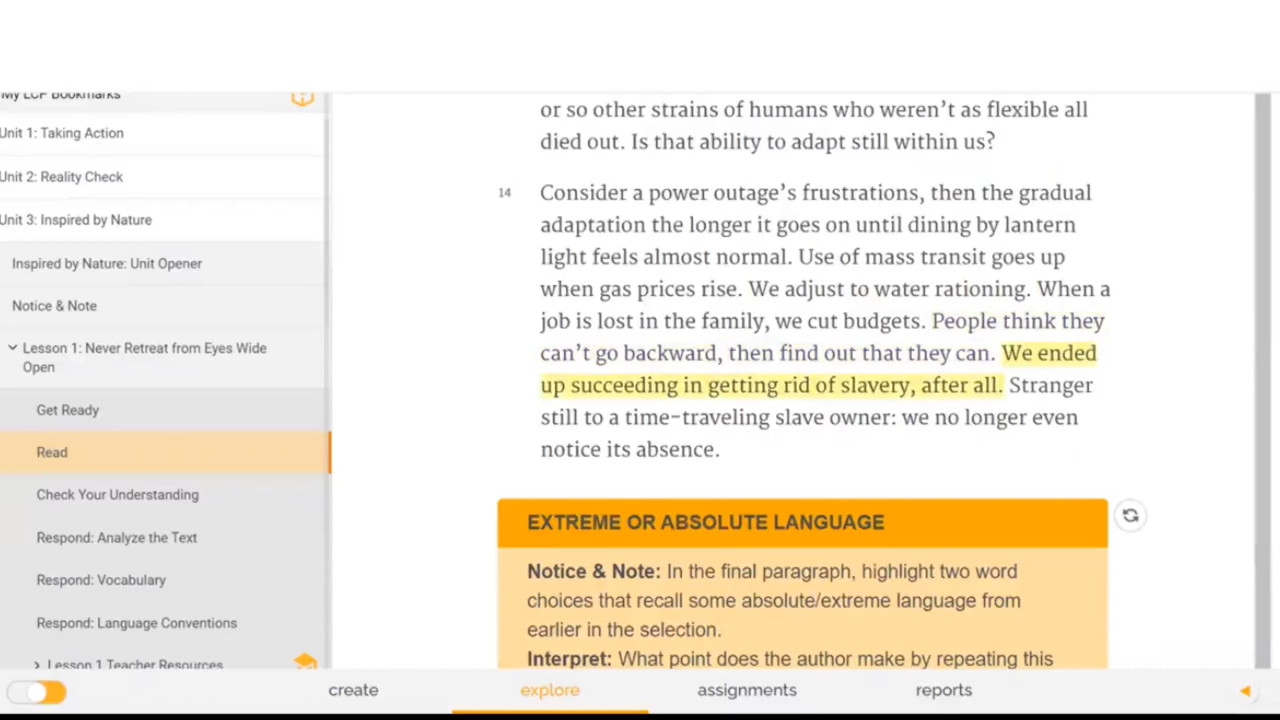 My LCP Bookmarks
Unit 1: Taking Action
Unit 2: Reality Check
Unit 3: Inspired by Nature
Inspired by Nature: Unit Opener
Notice & Note
Lesson 1: Never Retreat from Eyes Wide
Open
Get Ready
Read
Check Your Understanding
Respond: Analyze the Text
Respond: Vocabulary
Respond: Language Conventions
Lesson 1 Teacher Resources
or so other strains of humans who weren't as flexible all
died out. Is that ability to adapt still within us?
14 Consider a power outage's frustrations, then the gradual
adaptation the longer it goes on until dining by lantern
light feels almost normal. Use of mass transit goes up
when gas prices rise. We adjust to water rationing. When a
job is lost in the family, we cut budgets. People think they
can't go backward, then find out that they can. We ended
up succeeding in getting rid of slavery, after all. Stranger
still to a time-traveling slave owner: we no longer even
notice its absence.
EXTREME OR ABSOLUTE LANGUAGE
Notice & Note: In the final paragraph, highlight two word
choices that recall some absolute/extreme language from
earlier in the selection.
Interpret: What point does the author make by repeating this
create explore assignments reports